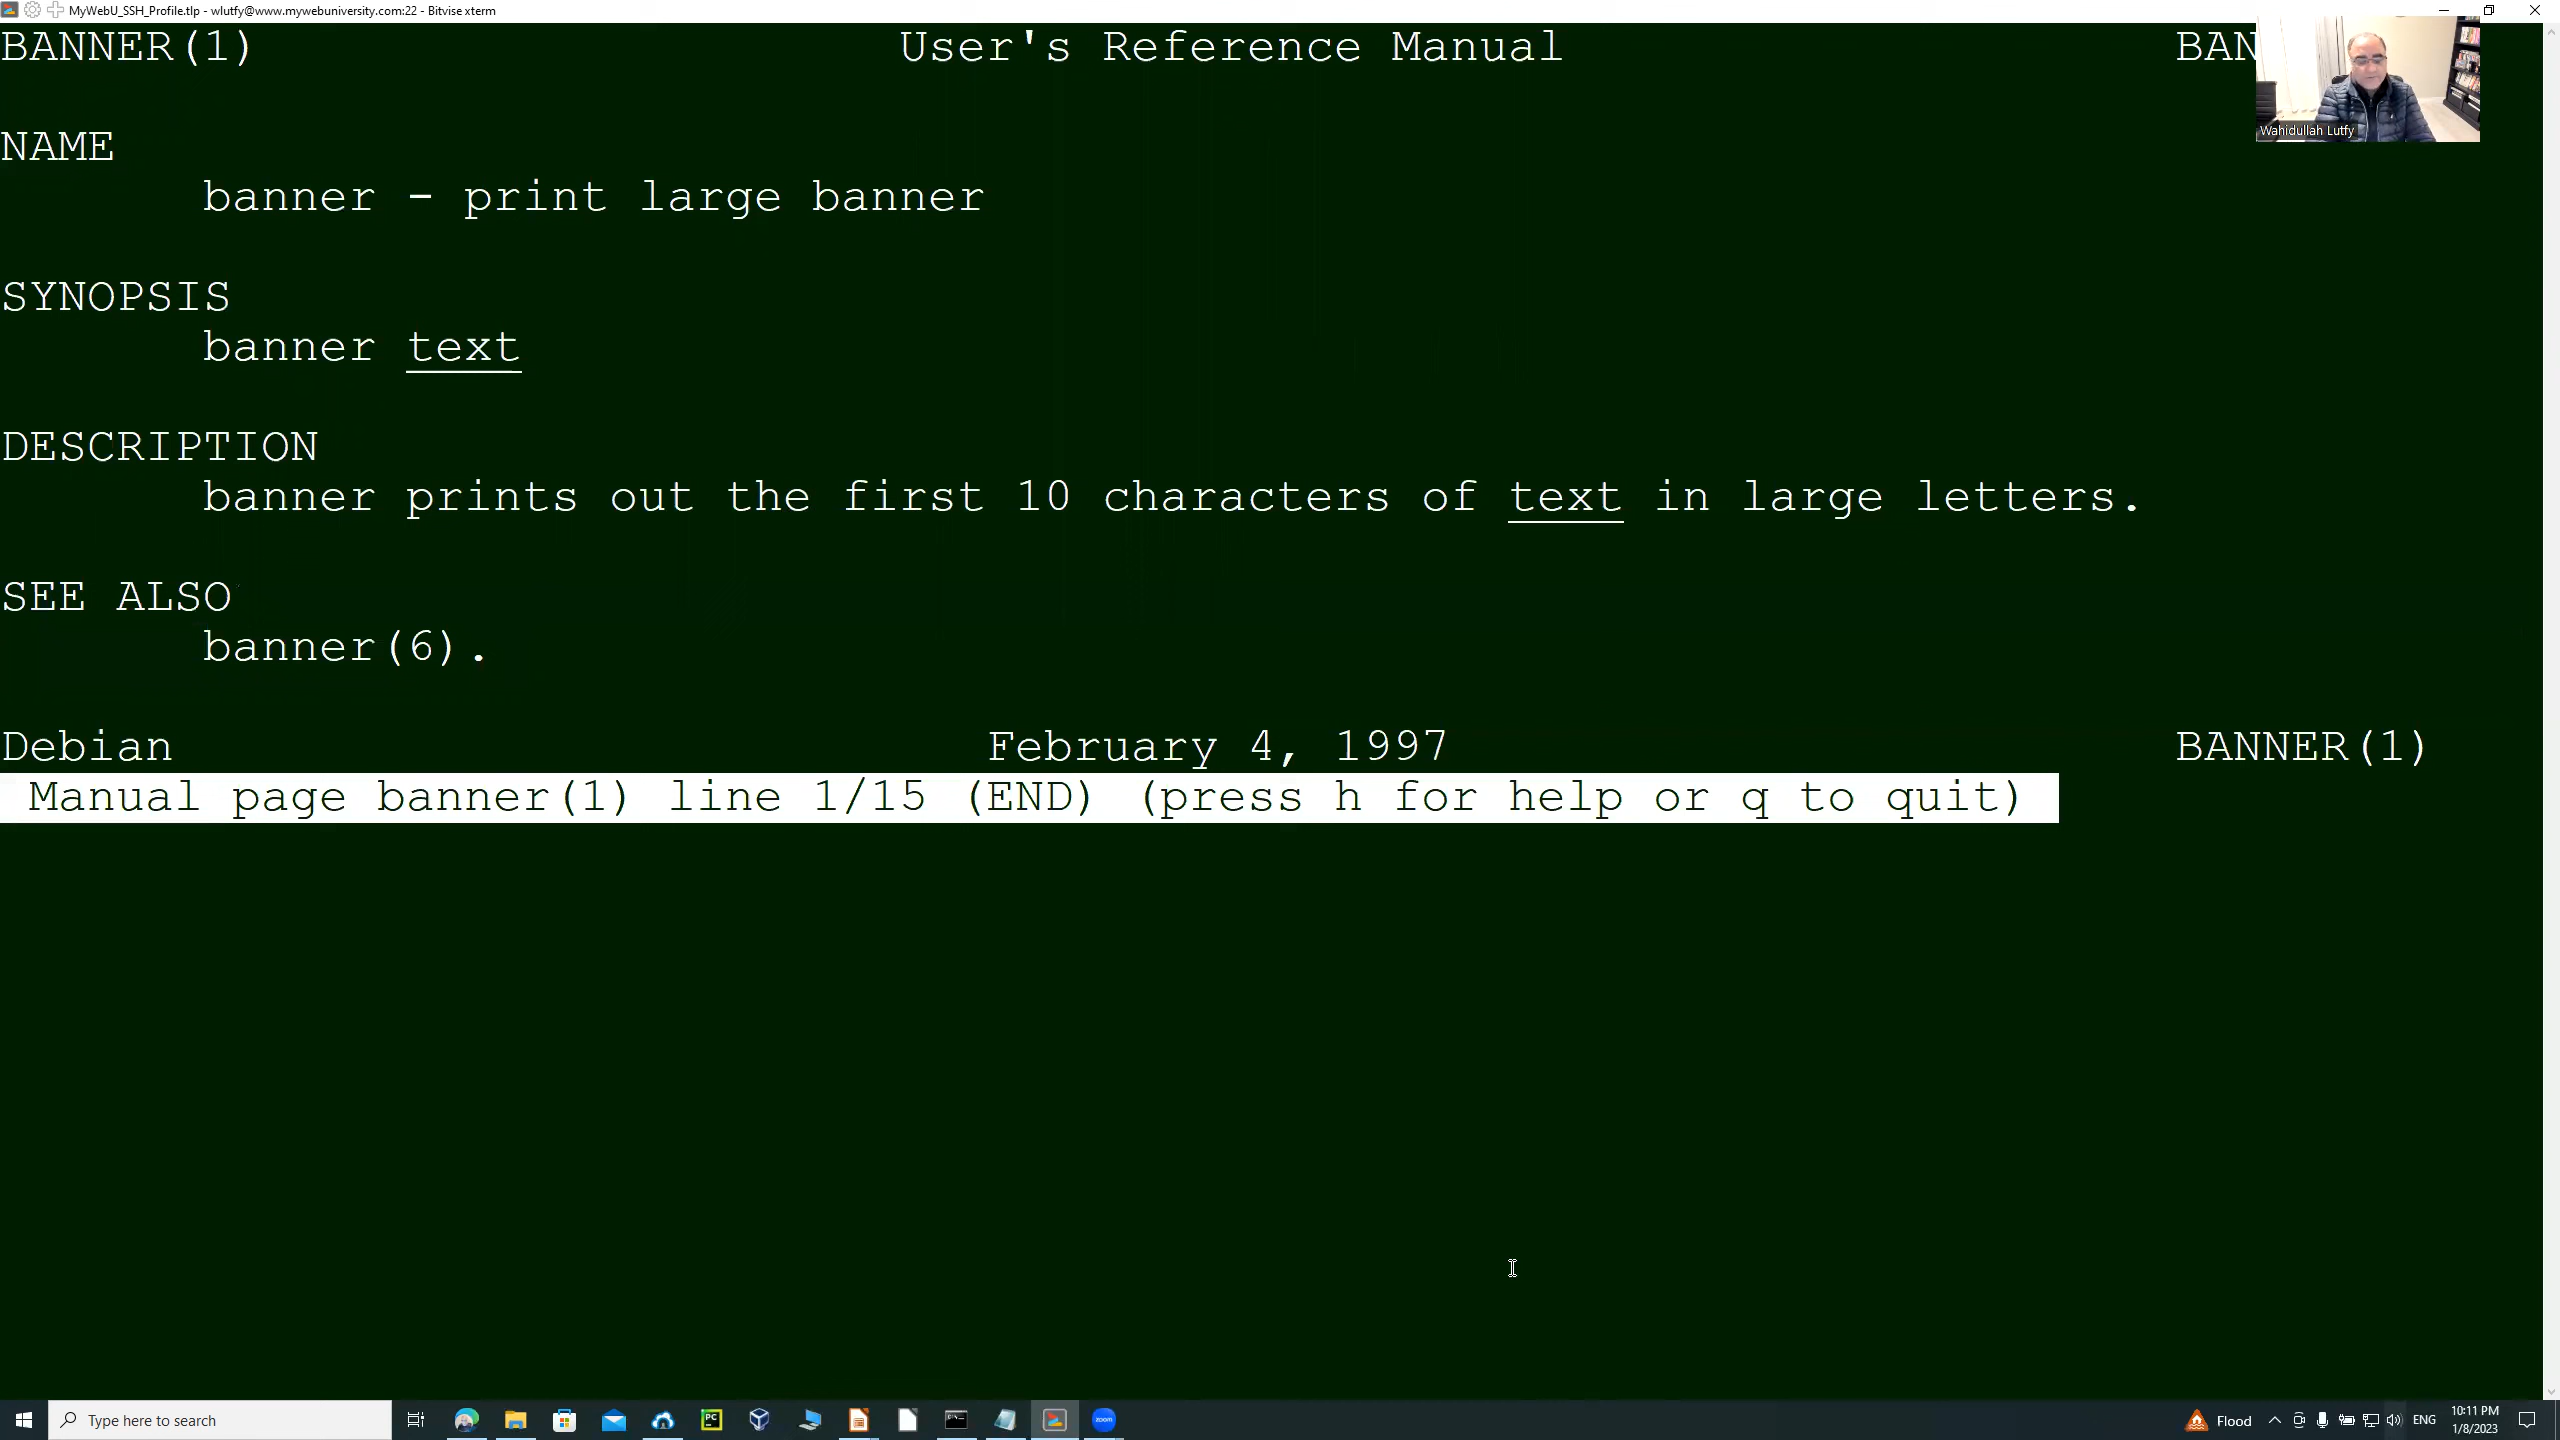 MyWebU_SSH_Profile.tlp - wlutfy@www.mywebuniversity.com:22 - Bitvise xterm
BANNER(1) User's Reference Manual BAN
Wahidullah Lutfy
NAME
banner - print large banner
SYNOPSIS
banner text
DESCRIPTION
banner prints out the first 10 characters of text in large letters.
SEE ALSO
banner(6).
Debian February 4, 1997 BANNER(1)
Manual page banner(1) line 1/15 (END) (press h for help or q to quit)
Type here to search
PC
zoom
Flood
ENG
10:11 PM
1/8/2023